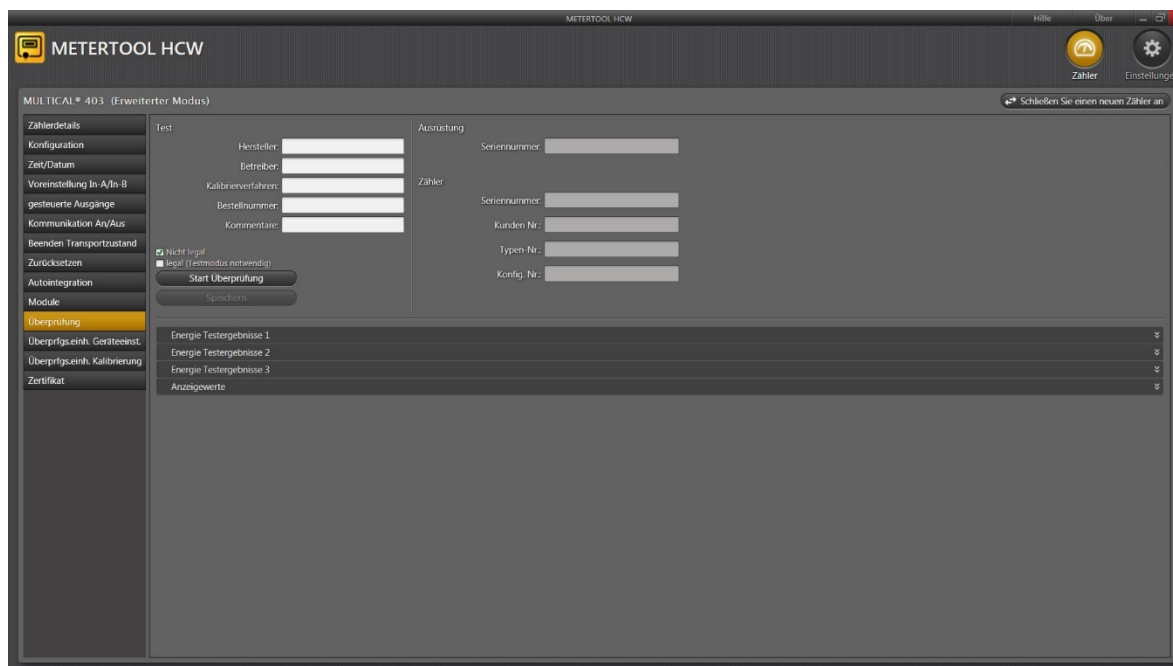 METERTOOL HCW
Hilfe
Über
METERTOOL HCW
Zähler
Einstellunge
MULTICAL® 403 (Erweiterter Modus)
Schließen Sie einen neuen Zähler an
Zählerdetails
Konfiguration
Zeit/Datum
Voreinstellung In-A/In-B
gesteuerte Ausgänge
Kommunikation An/Aus
Beenden Transportzustand
Zurücksetzen
Autointegration
Module
Überprüfung
Überprfgs.einh. Geräteeinst.
Überprfgs.einh. Kalibrierung
Zertifikat
Test
Hersteller:
Betreiber:
Kalibrierverfahren:
Bestellnummer:
Kommentare:
Nicht legal
legal (Testmodus notwendig)
Start Überprüfung
Speichern
Ausrüstung
Seriennummer:
Zähler
Seriennummer:
Kunden Nr.:
Typen-Nr.:
Konfig. Nr.:
Energie Testergebnisse 1
Energie Testergebnisse 2
Energie Testergebnisse 3
Anzeigewerte